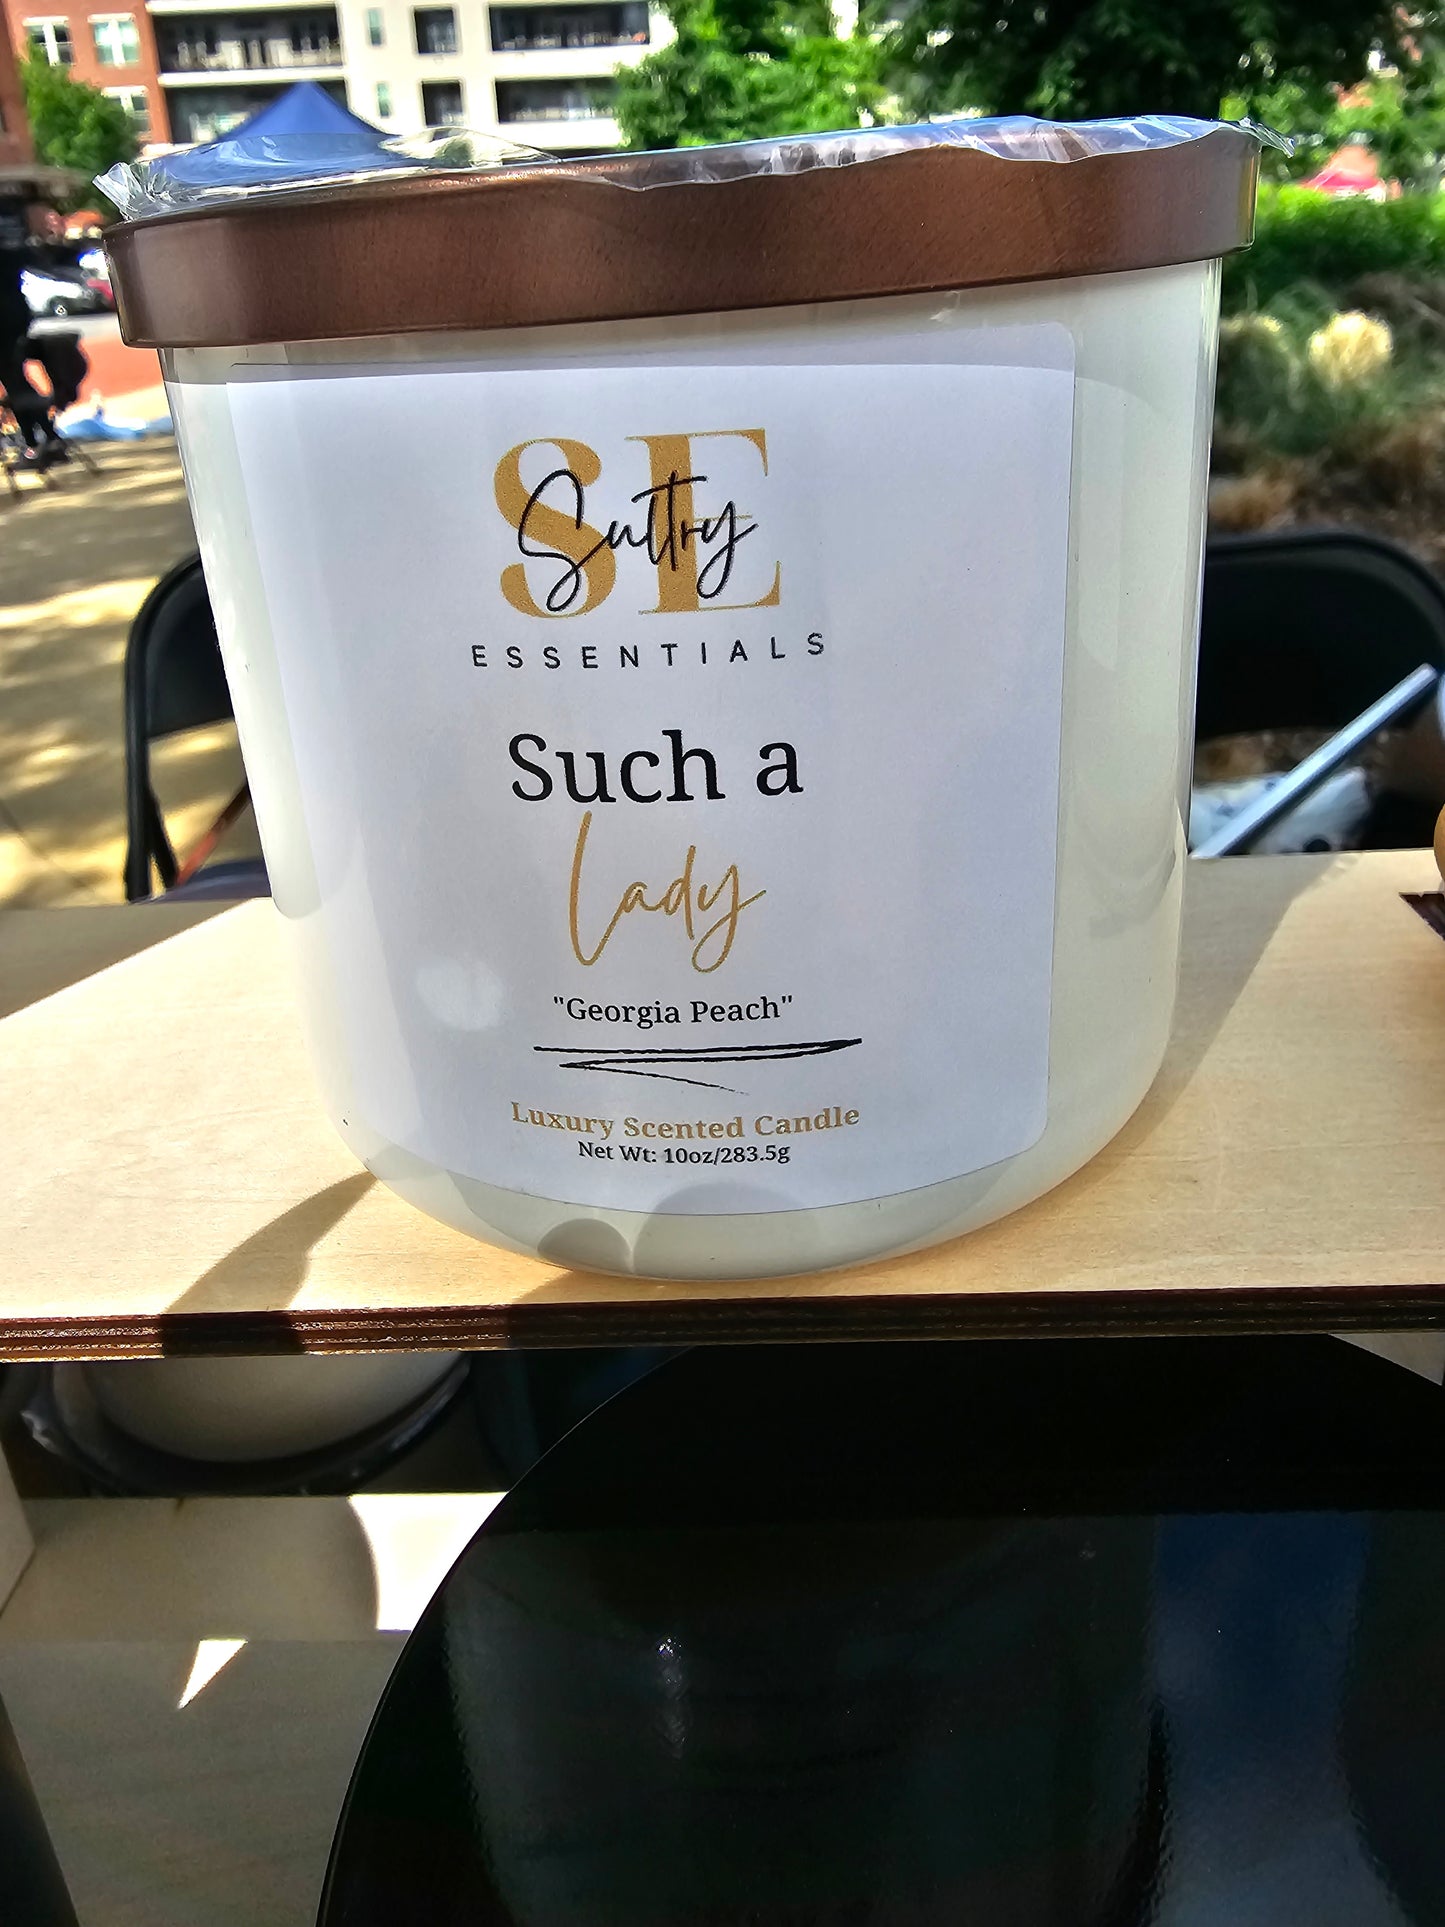 SE
Sultry
ESSENTIALS
Such a
Lady
"Georgia Peach"
Luxury Scented Candle
Net Wt: 10oz/283.5g